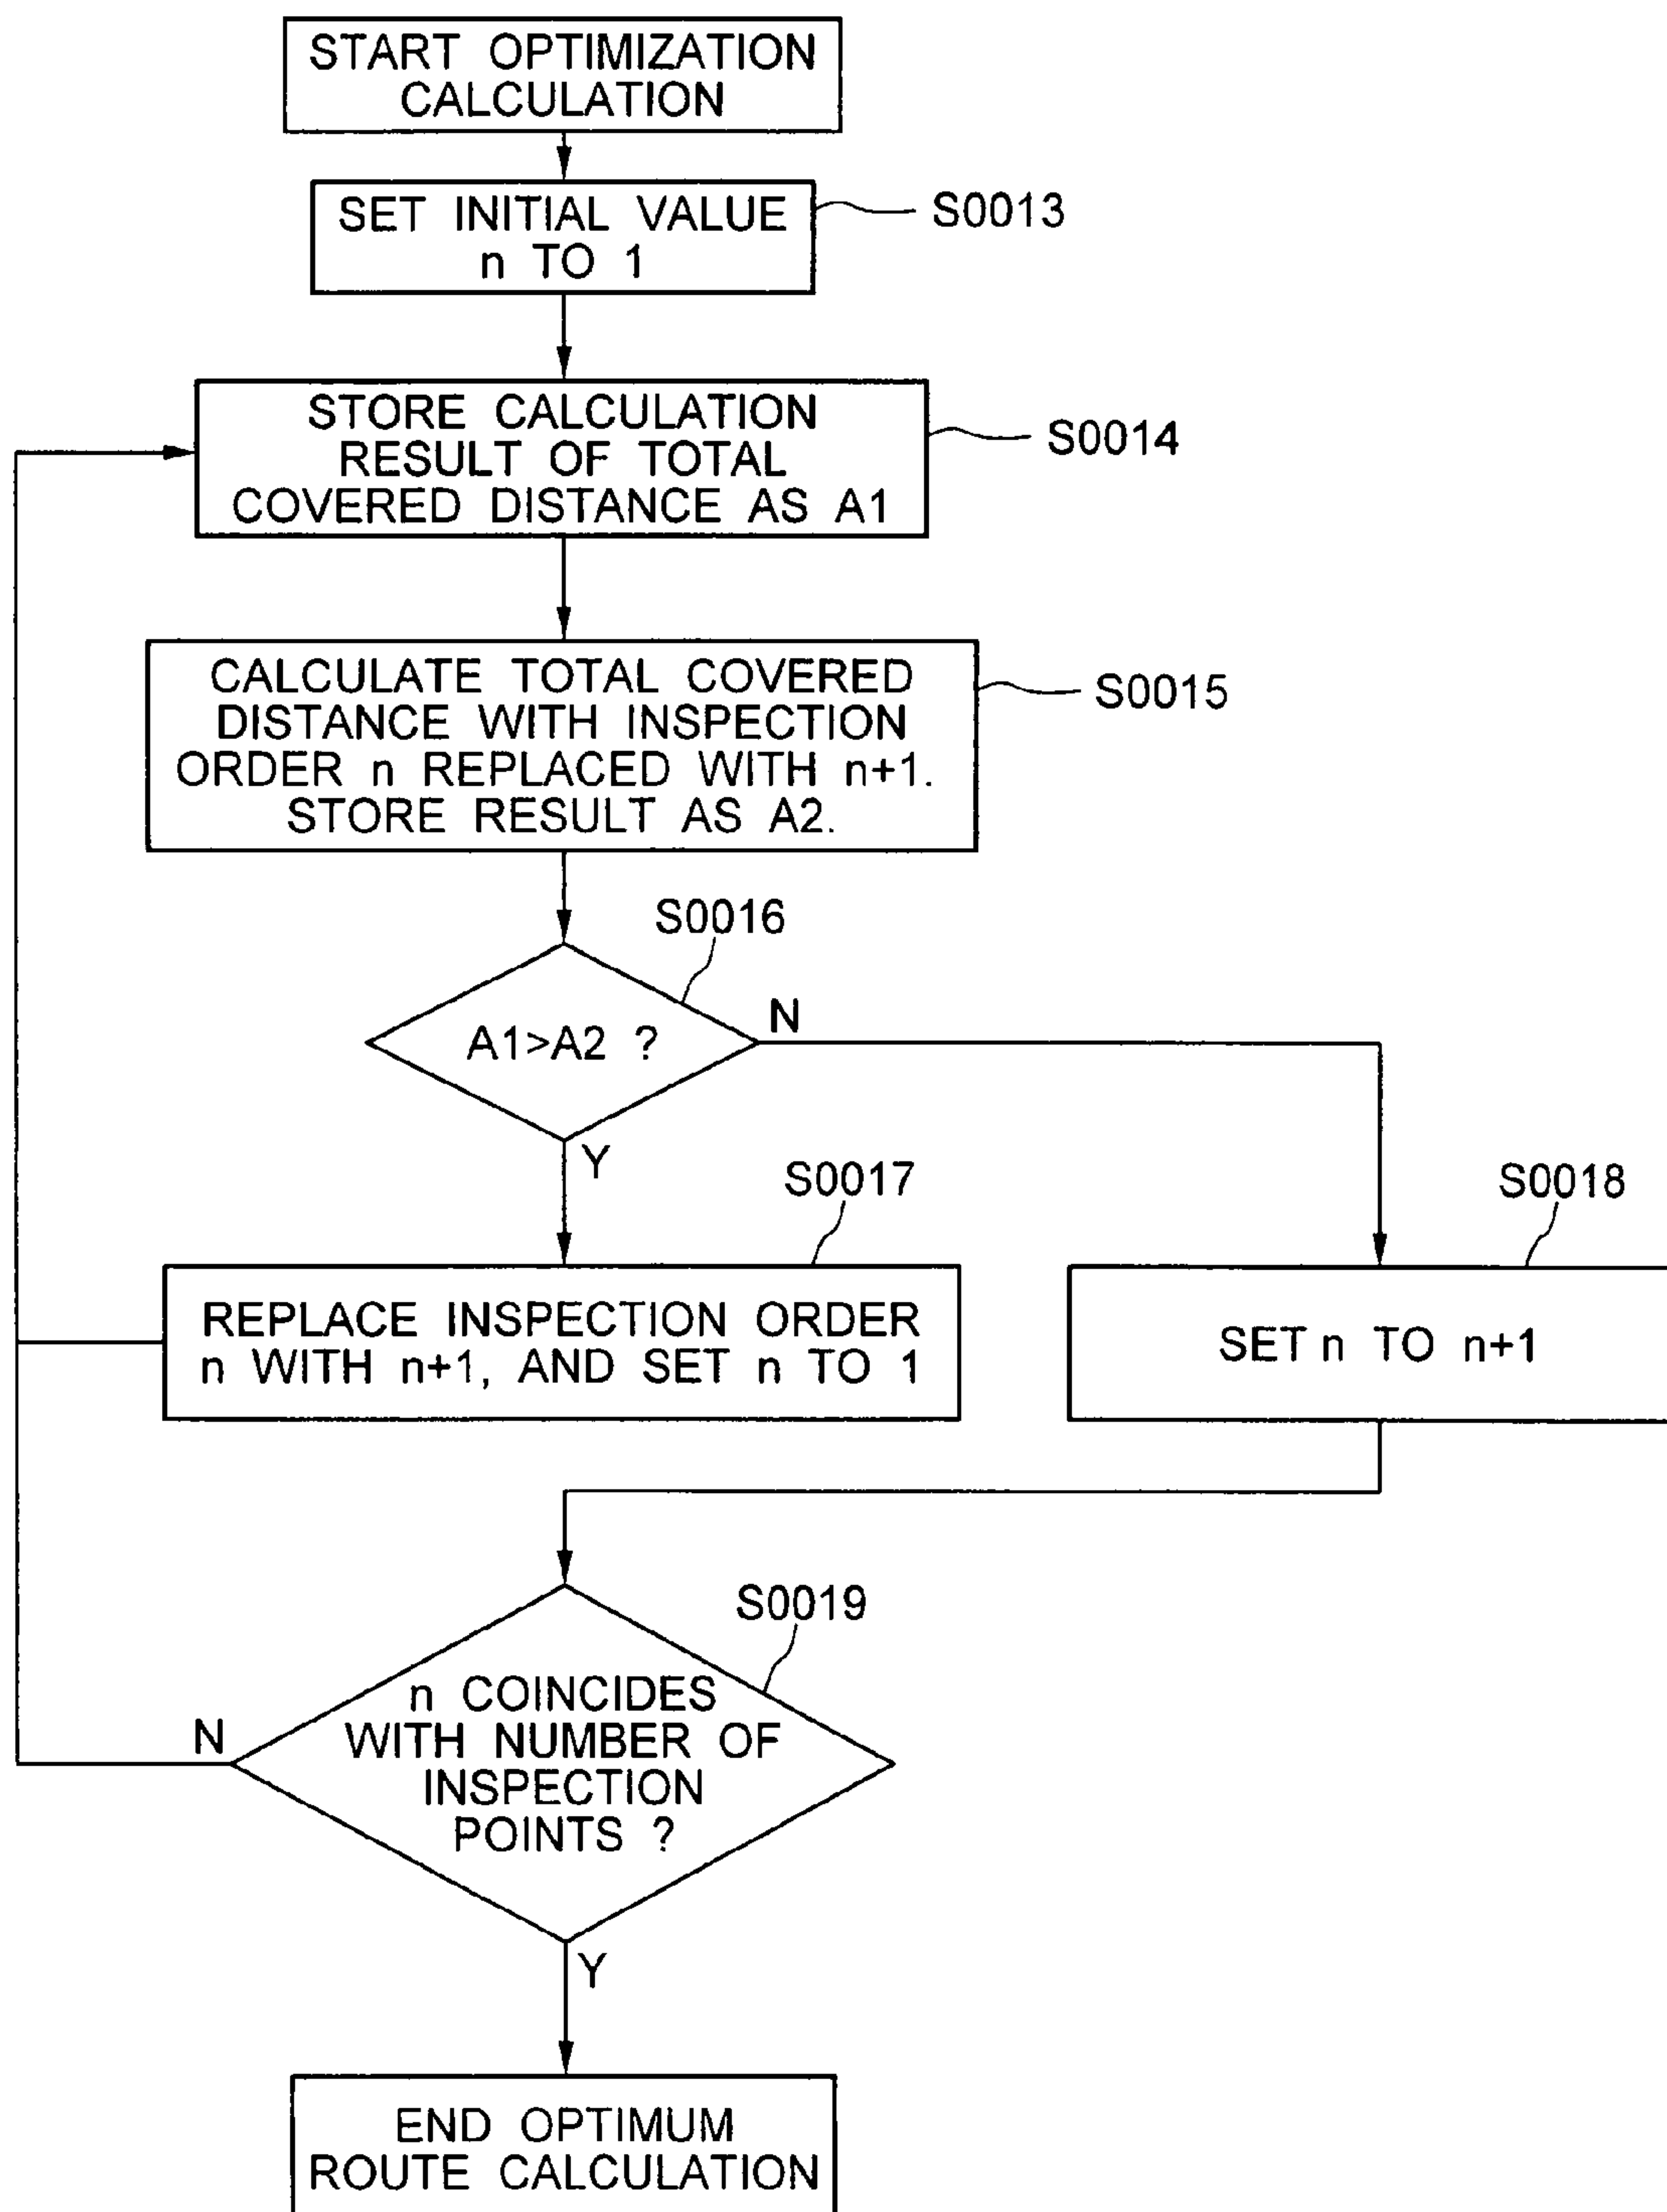 START OPTIMIZATION
CALCULATION
SET INITIAL VALUE
n TO 1
S0013
STORE CALCULATION
RESULT OF TOTAL
COVERED DISTANCE AS A1
S0014
CALCULATE TOTAL COVERED
DISTANCE WITH INSPECTION
ORDER n REPLACED WITH n+1.
STORE RESULT AS A2.
S0015
S0016
A1>A2 ?
N
Y
S0017
REPLACE INSPECTION ORDER
n WITH n+1, AND SET n TO 1
S0018
SET n TO n+1
S0019
n COINCIDES
WITH NUMBER OF
INSPECTION
POINTS ?
N
Y
END OPTIMUM
ROUTE CALCULATION